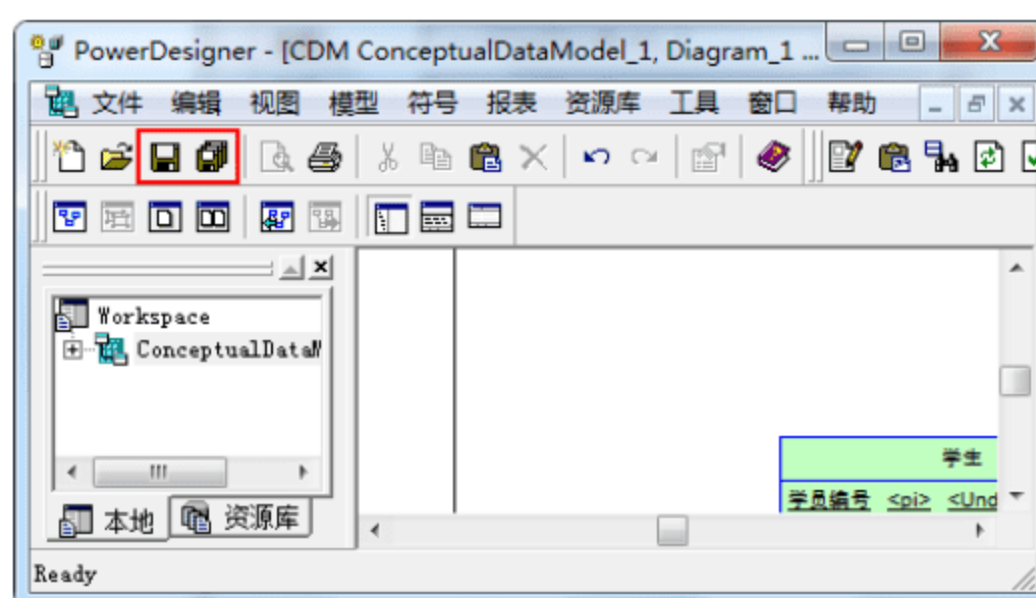 PowerDesigner - [CDM ConceptualDataModel_1, Diagram_1 ...
文件 编辑 视图 模型 符号 报表 资源库 工具 窗口 帮助
Workspace
ConceptualDataM
学生
学员编号 <pi> <Und
本地 资源库
Ready